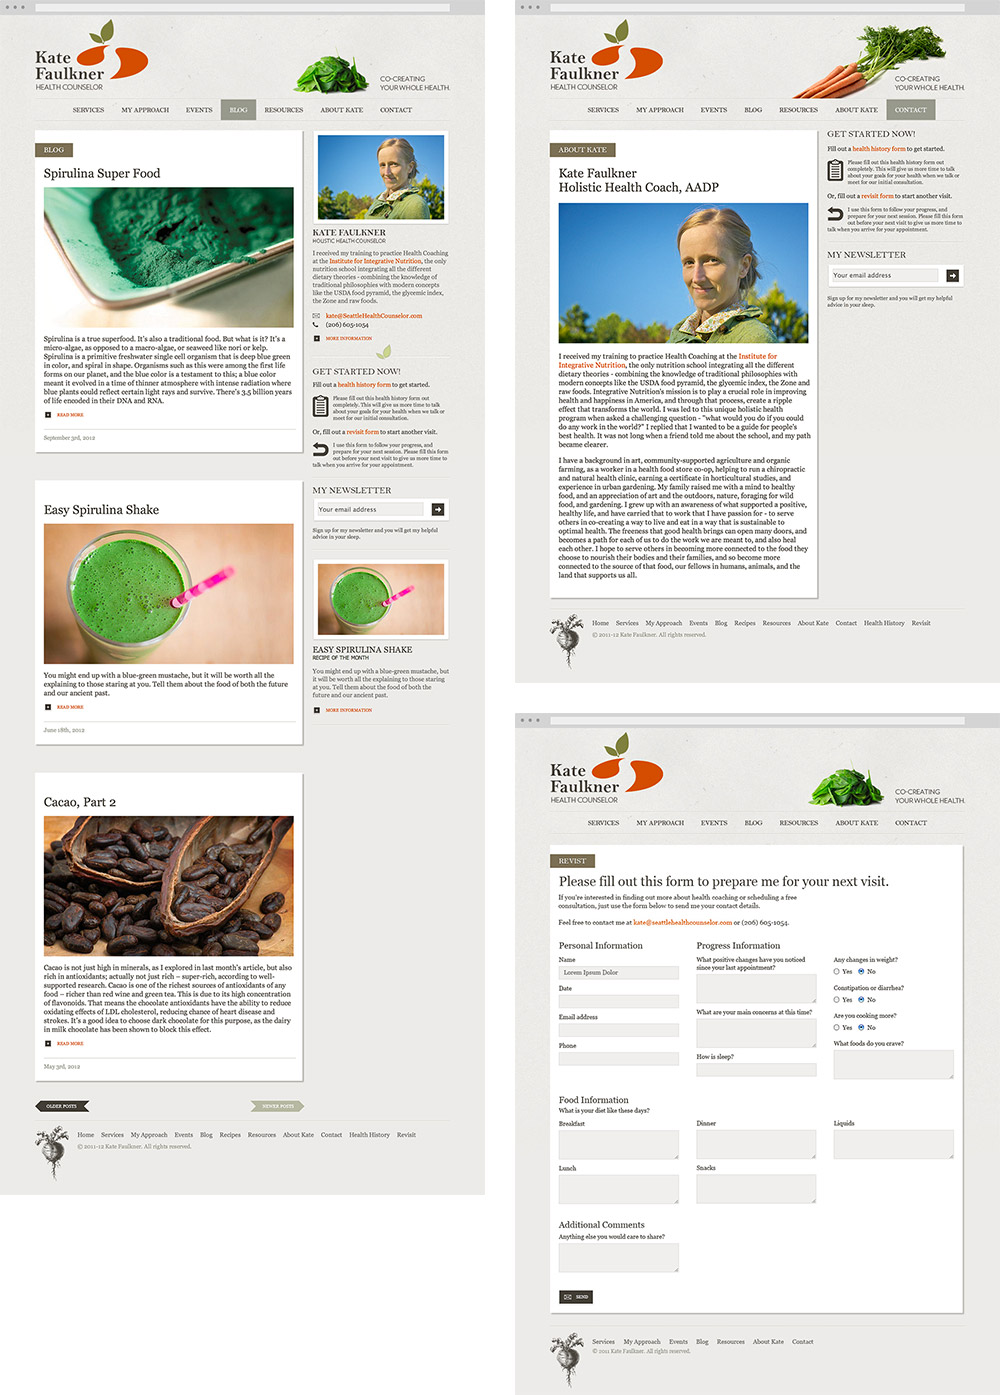 Kate
Faulkner
HEALTH COUNSELOR
CO-CREATING
YOUR WHOLE HEALTH.
SERVICES MY APPROACH EVENTS BLOG RESOURCES ABOUT KATE CONTACT
BLOG
Spirulina Super Food
Spirulina is a true superfood. It's also a traditional food. But what is it? It's a
micro-algae, as opposed to a macro-algae, or seaweed like nori or kelp.
Spirulina is a primitive freshwater single cell organism that is deep blue green
in color, and spiral in shape. Organisms such as this were among the first life
forms on our planet, and the blue color is a testament to this; a blue color
meant it evolved in a time of thinner atmosphere with intense radiation where
blue plants could reflect certain light rays and survive. There's 3.5 billion years
of life encoded in their DNA and RNA.
READ MORE
September 3rd, 2012
Easy Spirulina Shake
You might end up with a blue-green mustache, but it will be worth all the
explaining to those staring at you. Tell them about the food of both the future
and our ancient past.
READ MORE
June 18th, 2012
Cacao, Part 2
Cacao is not just high in minerals, as I explored in last month's article, but also
rich in antioxidants; actually not just rich – super-rich, according to well-
supported research. Cacao is one of the richest sources of antioxidants of any
food – richer than red wine and green tea. This is due to its high concentration
of flavonoids. That means the chocolate antioxidants have the ability to reduce
oxidating effects of LDL cholesterol, reducing chance of heart disease and
strokes. It's a good idea to choose dark chocolate for this purpose, as the dairy
in milk chocolate has been shown to block this effect.
READ MORE
May 3rd, 2012
OLDER POSTS NEWER POSTS
KATE FAULKNER
HOLISTIC HEALTH COUNSELOR
I received my training to practice Health Coaching
at the Institute for Integrative Nutrition, the only
nutrition school integrating all the different
dietary theories - combining the knowledge of
traditional philosophies with modern concepts
like the USDA food pyramid, the glycemic index,
the Zone and raw foods.
kate@SeattleHealthCounselor.com
(206) 605-1054
MORE INFORMATION
GET STARTED NOW!
Fill out a health history form to get started.
Please fill out this health history form out
completely. This will give us more time to talk
about your goals for your health when we talk or
meet for our initial consultation.
Or, fill out a revisit form to start another visit.
I use this form to follow your progress, and
prepare for your next session. Please fill this form
out before your next visit to give us more time to
talk when you arrive for your appointment.
MY NEWSLETTER
Your email address
Sign up for my newsletter and you will get my helpful
advice in your sleep.
EASY SPIRULINA SHAKE
RECIPE OF THE MONTH
You might end up with a blue-green mustache, but
it will be worth all the explaining to those staring
at you. Tell them about the food of both the
future and our ancient past.
MORE INFORMATION
Home Services My Approach Events Blog Recipes Resources About Kate Contact Health History Revisit
© 2011-12 Kate Faulkner. All rights reserved.
Kate
Faulkner
HEALTH COUNSELOR
CO-CREATING
YOUR WHOLE HEALTH.
SERVICES MY APPROACH EVENTS BLOG RESOURCES ABOUT KATE CONTACT
ABOUT KATE
Kate Faulkner
Holistic Health Coach, AADP
I received my training to practice Health Coaching at the Institute for
Integrative Nutrition, the only nutrition school integrating all the different
dietary theories - combining the knowledge of traditional philosophies with
modern concepts like the USDA food pyramid, the glycemic index, the Zone and
raw foods. Integrative Nutrition's mission is to play a crucial role in improving
health and happiness in America, and through that process, create a ripple
effect that transforms the world. I was led to this unique holistic health
program when asked a challenging question - "what would you do if you could
do any work in the world?" I replied that I wanted to be a guide for people's
best health. It was not long when a friend told me about the school, and my path
became clearer.
I have a background in art, community-supported agriculture and organic
farming, as a worker in a health food store co-op, helping to run a chiropractic
and natural health clinic, earning a certificate in horticultural studies, and
experience in urban gardening. My family raised me with a mind to healthy
food, and an appreciation of art and the outdoors, nature, foraging for wild
food, and gardening. I grew up with an awareness of what supported a positive,
healthy life, and have carried that to work that I have passion for - to serve
others in co-creating a way to live and eat in a way that is sustainable to
optimal health. The freeness that good health brings can open many doors, and
becomes a path for each of us to do the work we are meant to, and also heal
each other. I hope to serve others in becoming more connected to the food they
choose to nourish their bodies and their families, and so become more
connected to the source of that food, our fellows in humans, animals, and the
land that supports us all.
GET STARTED NOW!
Fill out a health history form to get started.
Please fill out this health history form out
completely. This will give us more time to talk
about your goals for your health when we talk or
meet for our initial consultation.
Or, fill out a revisit form to start another visit.
I use this form to follow your progress, and
prepare for your next session. Please fill this form
out before your next visit to give us more time to
talk when you arrive for your appointment.
MY NEWSLETTER
Your email address
Sign up for my newsletter and you will get my helpful
advice in your sleep.
Home Services My Approach Events Blog Recipes Resources About Kate Contact Health History Revisit
© 2011-12 Kate Faulkner. All rights reserved.
Kate
Faulkner
HEALTH COUNSELOR
CO-CREATING
YOUR WHOLE HEALTH.
SERVICES MY APPROACH EVENTS BLOG RESOURCES ABOUT KATE CONTACT
REVIST
Please fill out this form to prepare me for your next visit.
If you're interested in finding out more about health coaching or scheduling a free
consultation, just use the form below to send me your contact details.
Feel free to contact me at kate@seattlehealthcounselor.com or (206) 605-1054.
Personal Information
Name
Lorem Ipsum Dolor
Date
Email address
Phone
Progress Information
What positive changes have you noticed
since your last appointment?
What are your main concerns at this time?
How is sleep?
Any changes in weight?
Yes No
Constipation or diarrhea?
Yes No
Are you cooking more?
Yes No
What foods do you crave?
Food Information
What is your diet like these days?
Breakfast
Dinner
Liquids
Lunch
Snacks
Additional Comments
Anything else you would care to share?
SEND
Services My Approach Events Blog Resources About Kate Contact
© 2011 Kate Faulkner. All rights reserved.